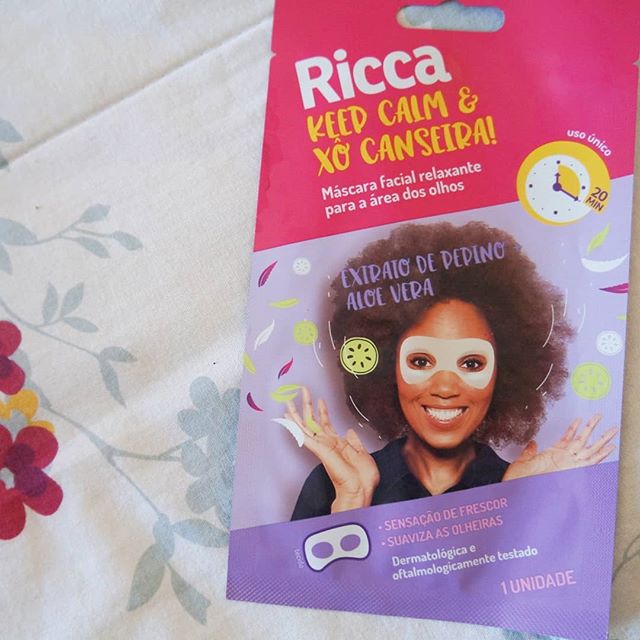 Ricca
KEEP CALM &
XÔ CANSEIRA!
Máscara facial relaxante
para a área dos olhos
uso único
20
MIN
EXTRATO DE PEPINO
ALOE VERA
• SENSAÇÃO DE FRESCOR
• SUAVIZA AS OLHEIRAS
Dermatológica e
oftalmologicamente testado
tecido
1 UNIDADE